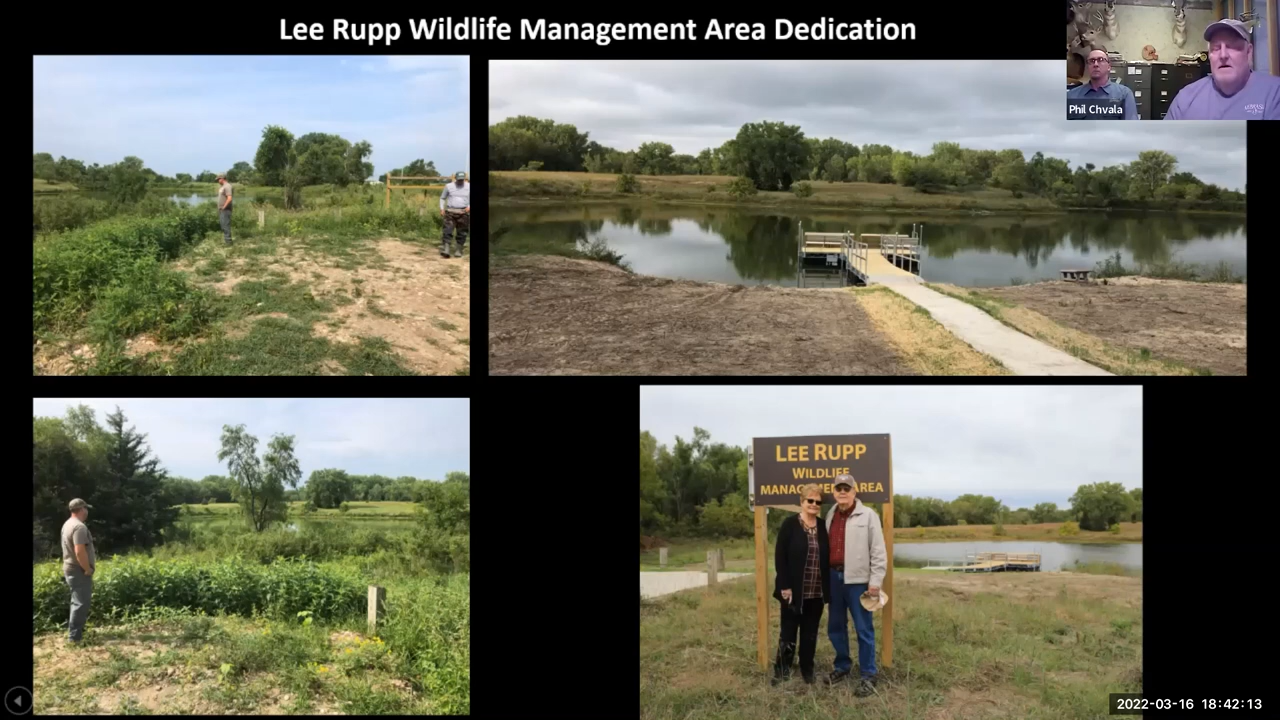 Lee Rupp Wildlife Management Area Dedication
Phil Chvala
LEE RUPP
WILDLIFE
MANAGEMENT AREA
2022-03-16 18:42:13